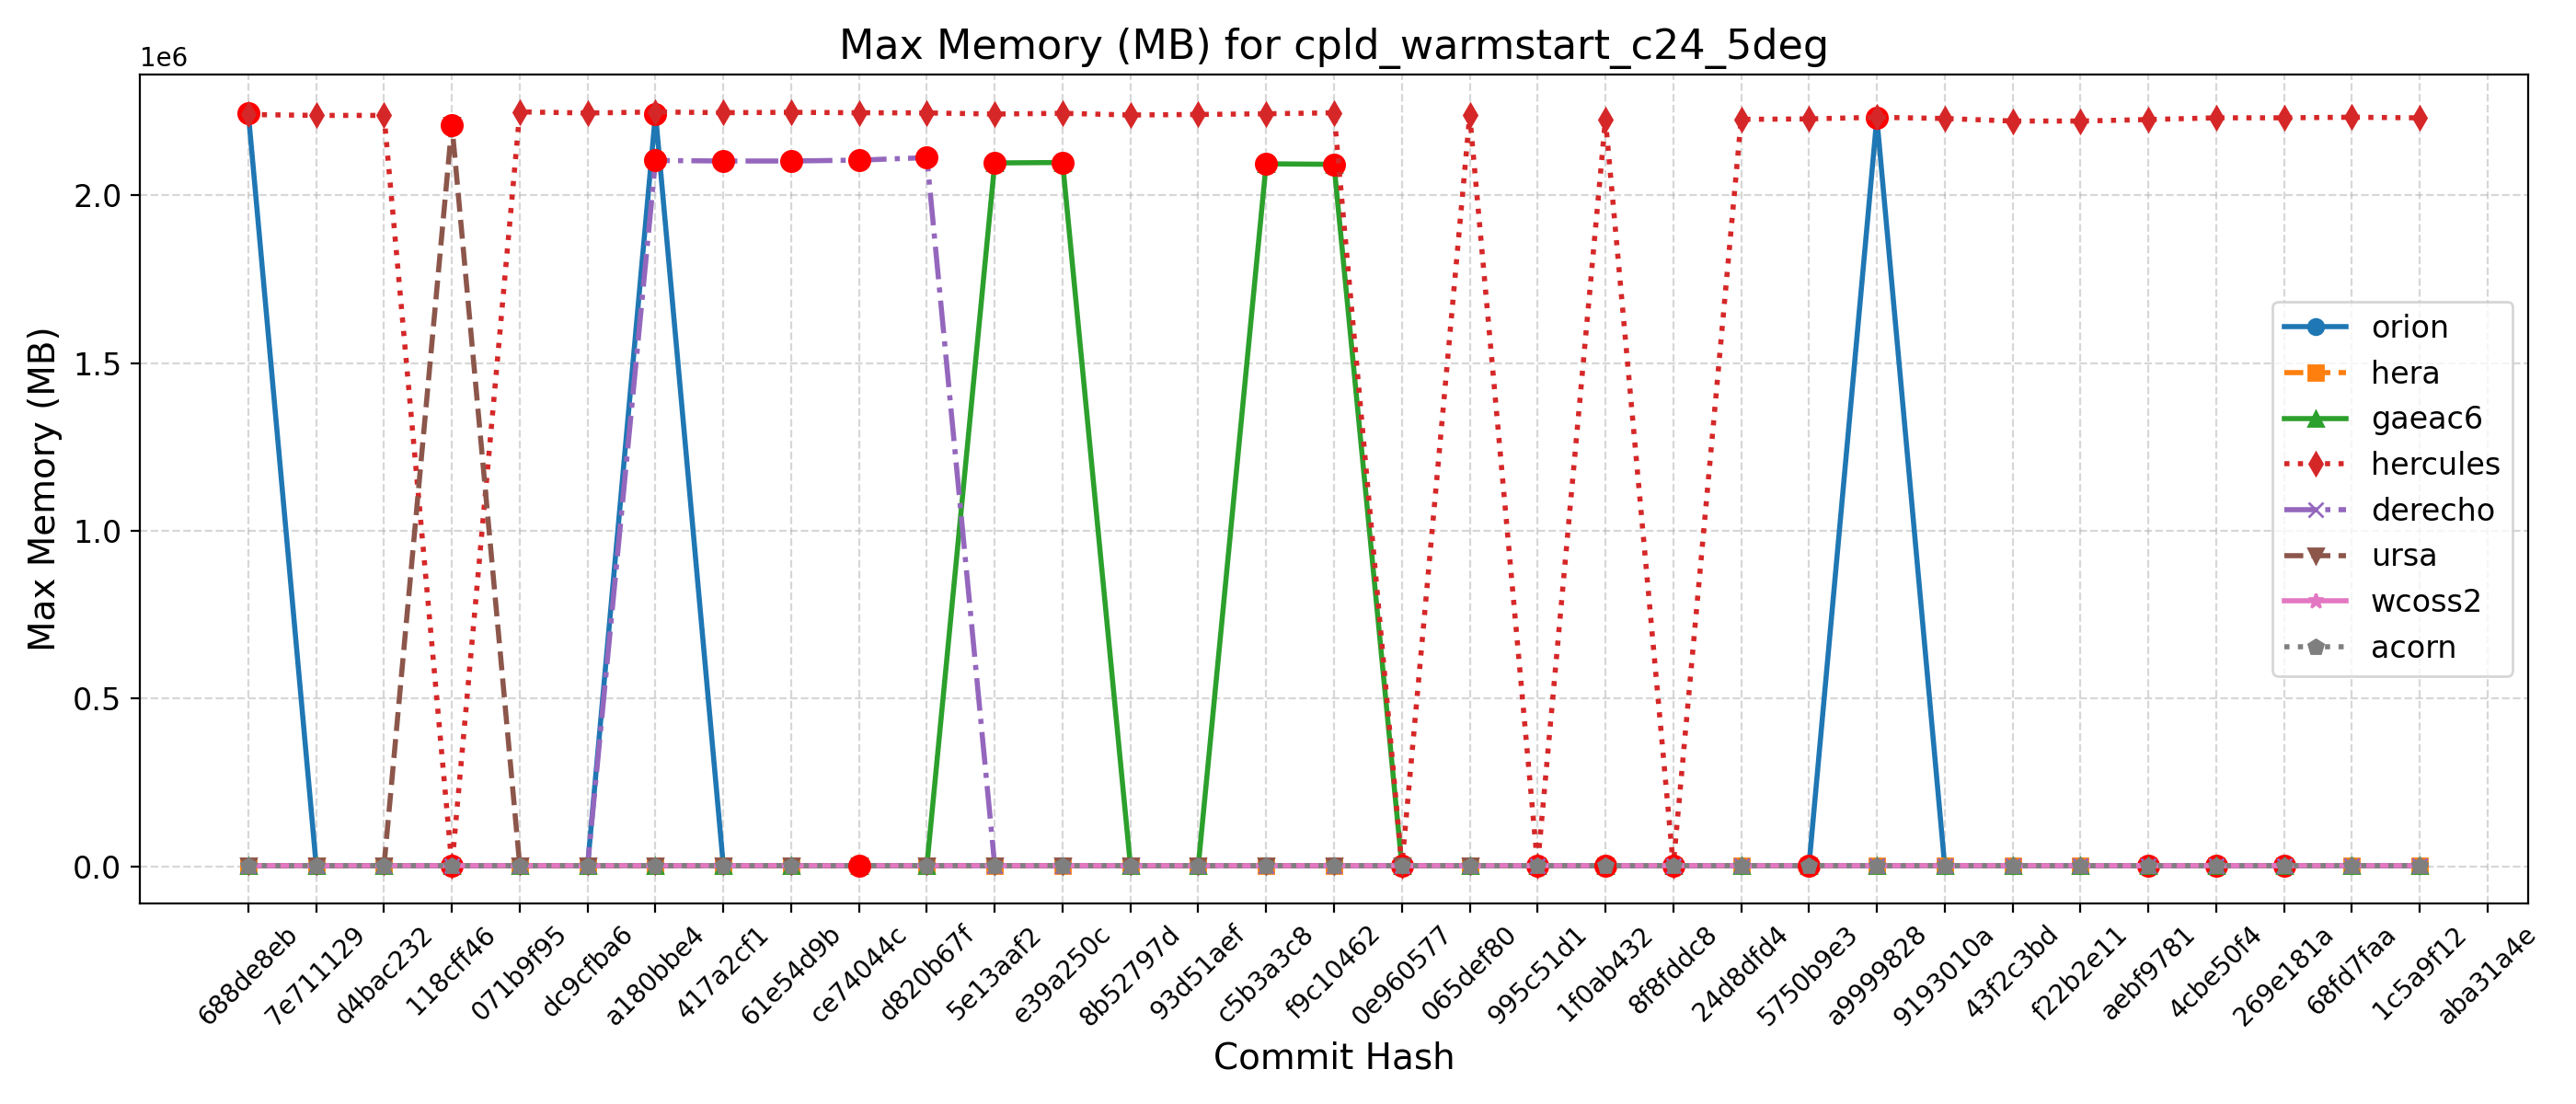 Max Memory (MB) for cpld_warmstart_c24_5deg
1e6
2.0
1.5
1.0
0.5
0.0
Max Memory (MB)
orion
hera
gaeac6
hercules
derecho
ursa
wcoss2
acorn
688de8eb
7e711129
d4bac232
118cff46
071b9f95
dc9cfba6
a180bbe4
417a2cf1
61e54d9b
ce74044c
d820b67f
5e13aaf2
e39a250c
8b52797d
93d51aef
c5b3a3c8
f9c10462
0e960577
065def80
995c51d1
1f0ab432
8f8fddc8
24d8dfd4
5750b9e3
a9999828
9193010a
43f2c3bd
f22b2e11
aebf9781
4cbe50f4
269e181a
68fd7faa
1c5a9f12
aba31a4e
Commit Hash